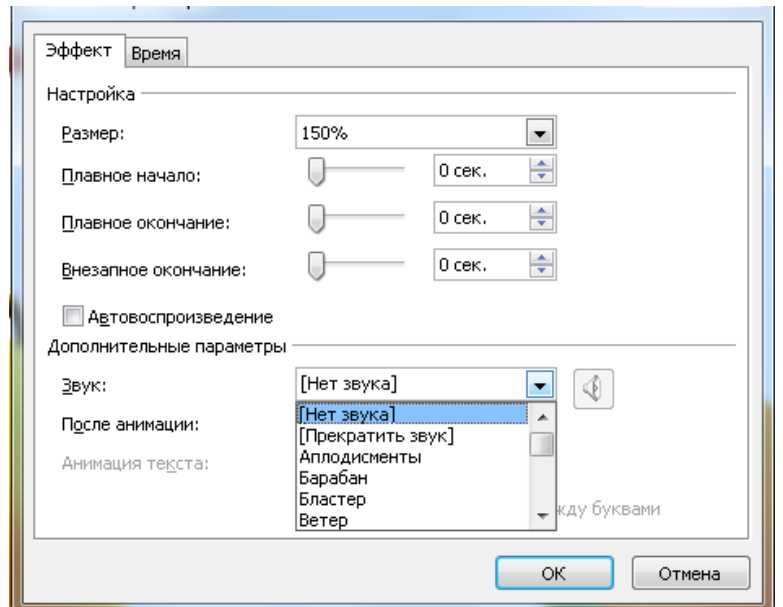 Эффект Время
Настройка
Размер: 150%
Плавное начало: 0 сек.
Плавное окончание: 0 сек.
Внезапное окончание: 0 сек.
Автовоспроизведение
Дополнительные параметры
Звук: [Нет звука]
[Нет звука]
После анимации: [Прекратить звук]
Аплодисменты
Анимация текста:
Барабан
Бластер
жду буквами
Ветер
ОК Отмена